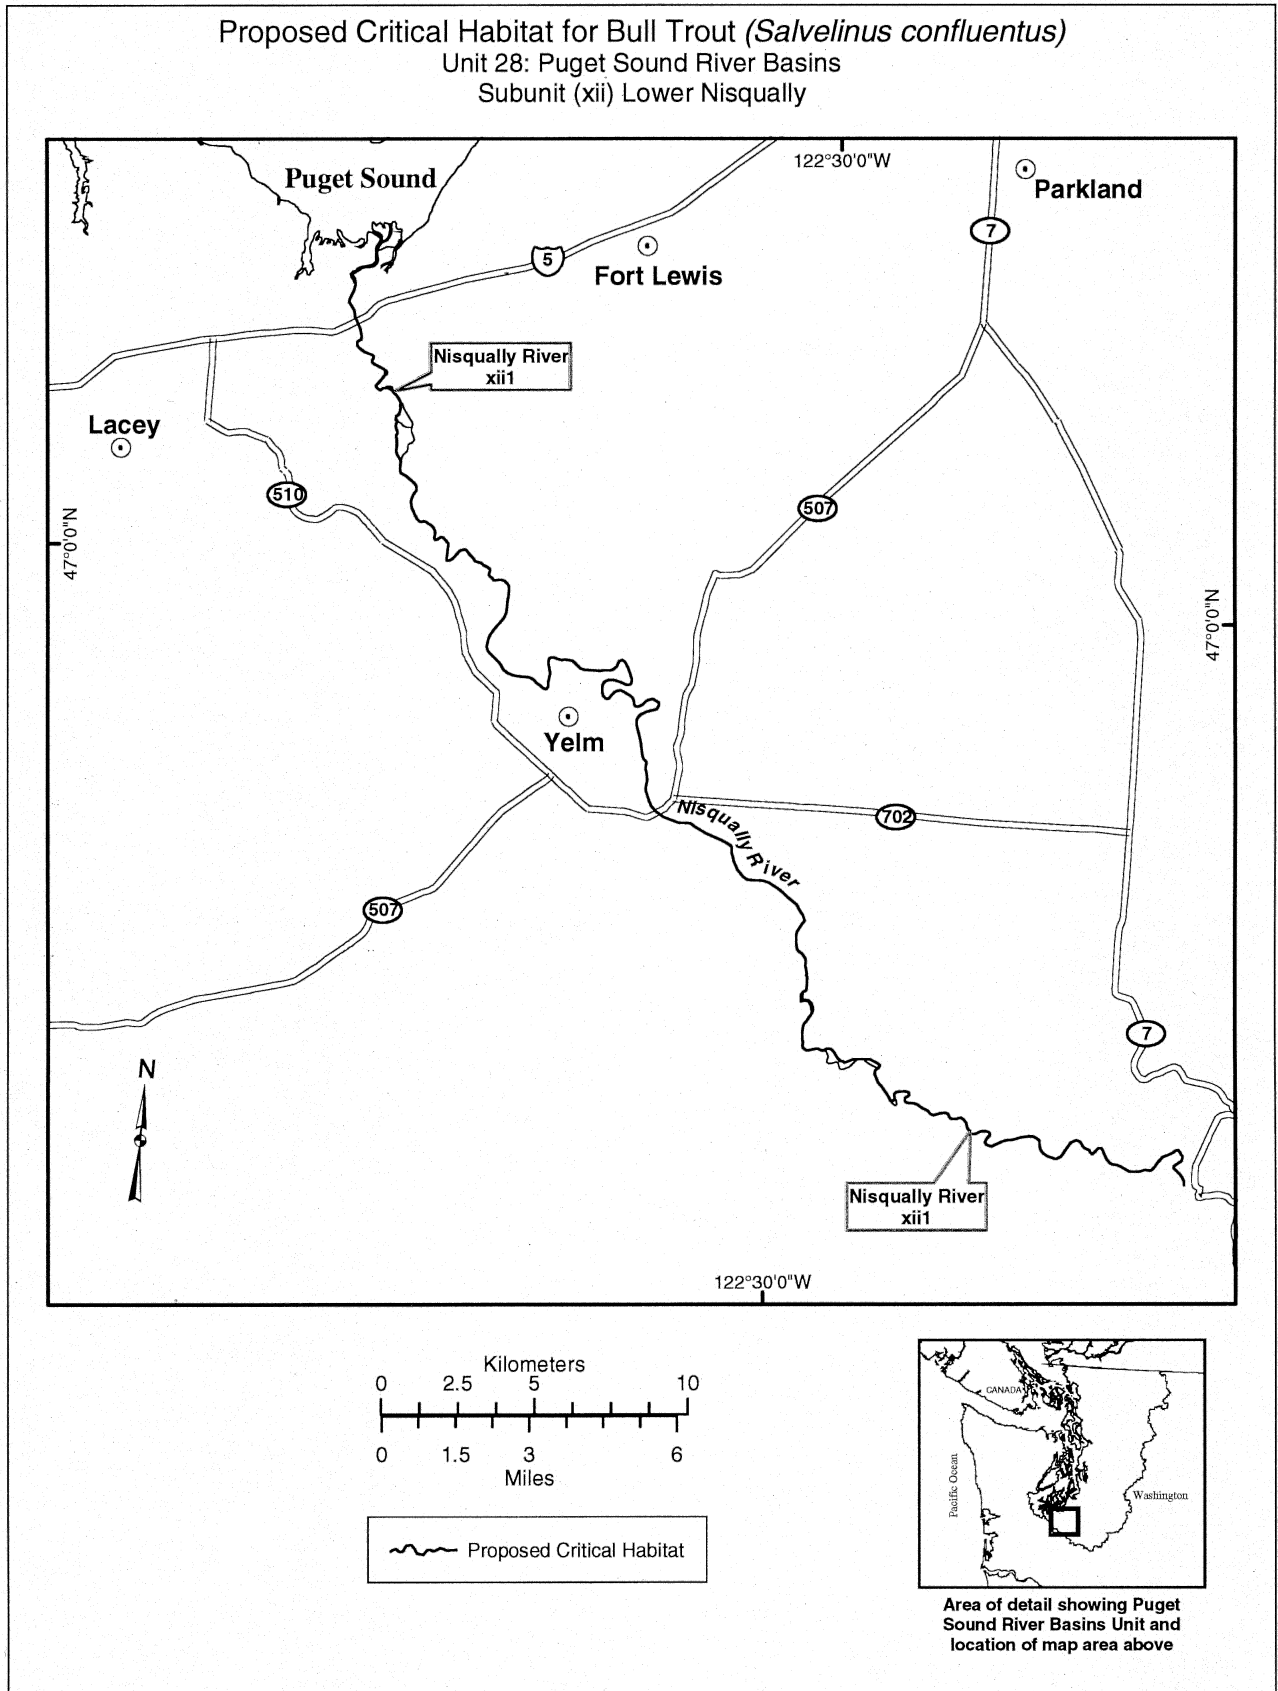 Proposed Critical Habitat for Bull Trout (Salvelinus confluentus)
Unit 28: Puget Sound River Basins
Subunit (xii) Lower Nisqually
122°30'0"W
Puget Sound
Parkland
7
5
Fort Lewis
Nisqually River
xii1
Lacey
510
507
47°0'0"N
47°0'0"N
Yelm
Nisqually River
702
507
7
N
Nisqually River
xii1
122°30'0"W
Kilometers
0 2.5 5 10
0 1.5 3 6
Miles
Proposed Critical Habitat
CANADA
Pacific Ocean
Washington
Area of detail showing Puget
Sound River Basins Unit and
location of map area above